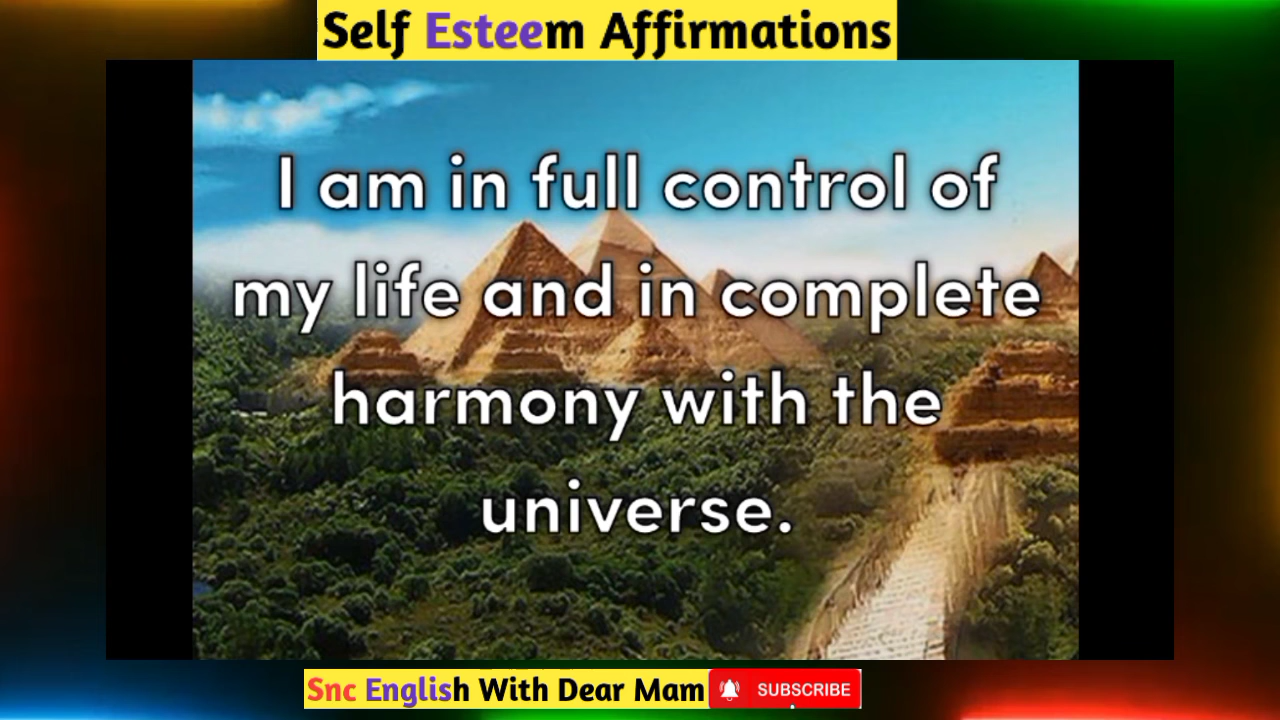 Self Esteem Affirmations
I am in full control of
my life and in complete
harmony with the
universe.
Snc English With Dear Mam SUBSCRIBE